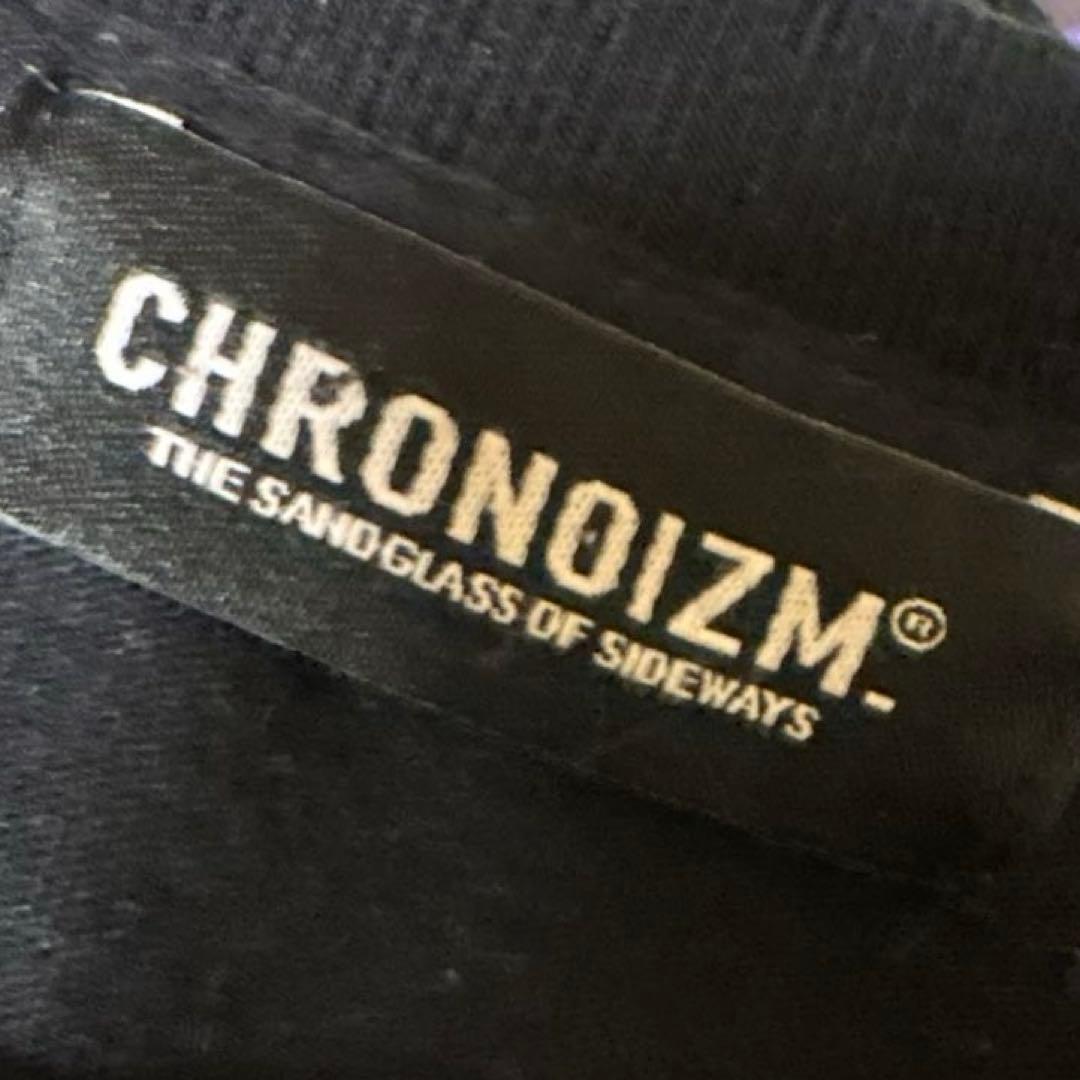 CHRONOIZM®_
THE SANDGLASS OF SIDEWAYS